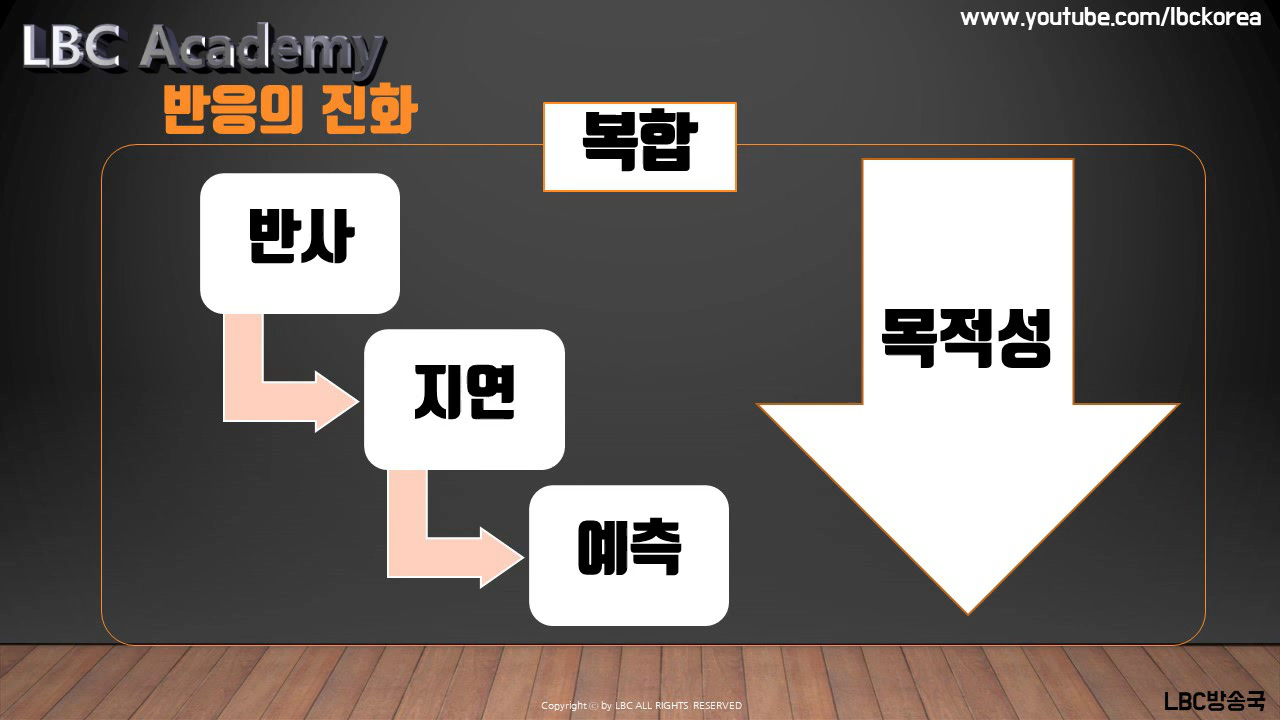 www.youtube.com/lbckorea
LBC Academy
반응의 진화
복합
반사
지연
예측
목적성
Copyright ⓒ by LBC ALL RIGHTS RESERVED
LBC방송국